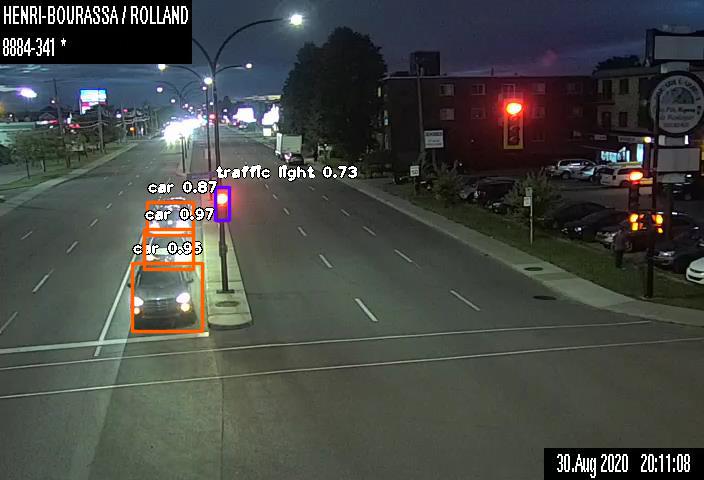 HENRI-BOURASSA / ROLLAND
8884-341 *
traffic light 0.73
car 0.87
car 0.97
car 0.95
30.Aug 2020 20:11:08